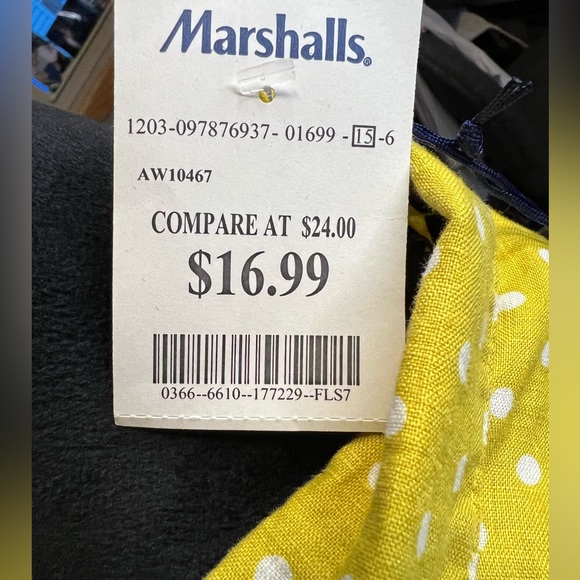 Marshalls®
1203-097876937- 01699 -15-6
AW10467
COMPARE AT $24.00
$16.99
0366--6610--177229--FLS7